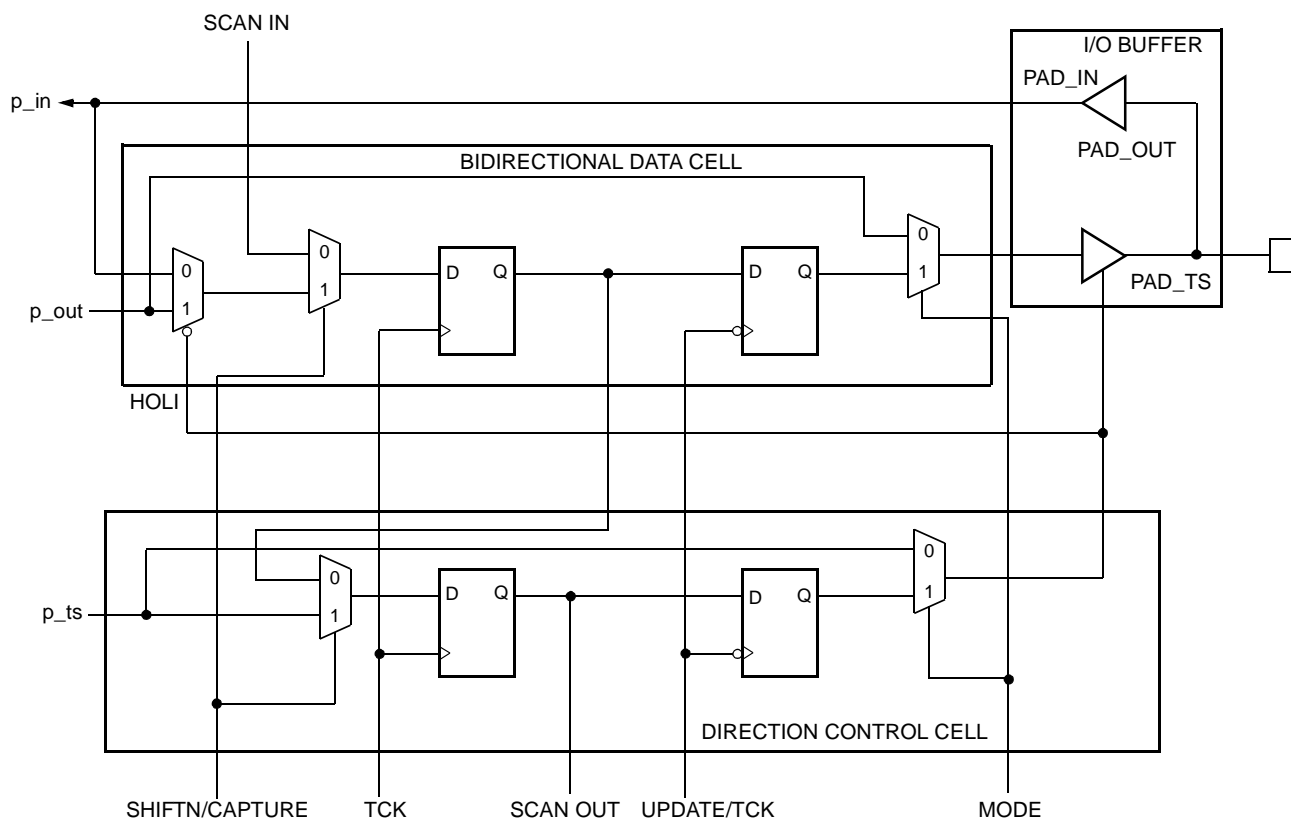 SCAN IN
I/O BUFFER
PAD_IN
p_in
PAD_OUT
BIDIRECTIONAL DATA CELL
0
0
D Q
D Q
0
1
1
1
p_out
PAD_TS
HOLI
0
1
D Q
D Q
0
1
p_ts
DIRECTION CONTROL CELL
SHIFTN/CAPTURE
TCK
SCAN OUT
UPDATE/TCK
MODE